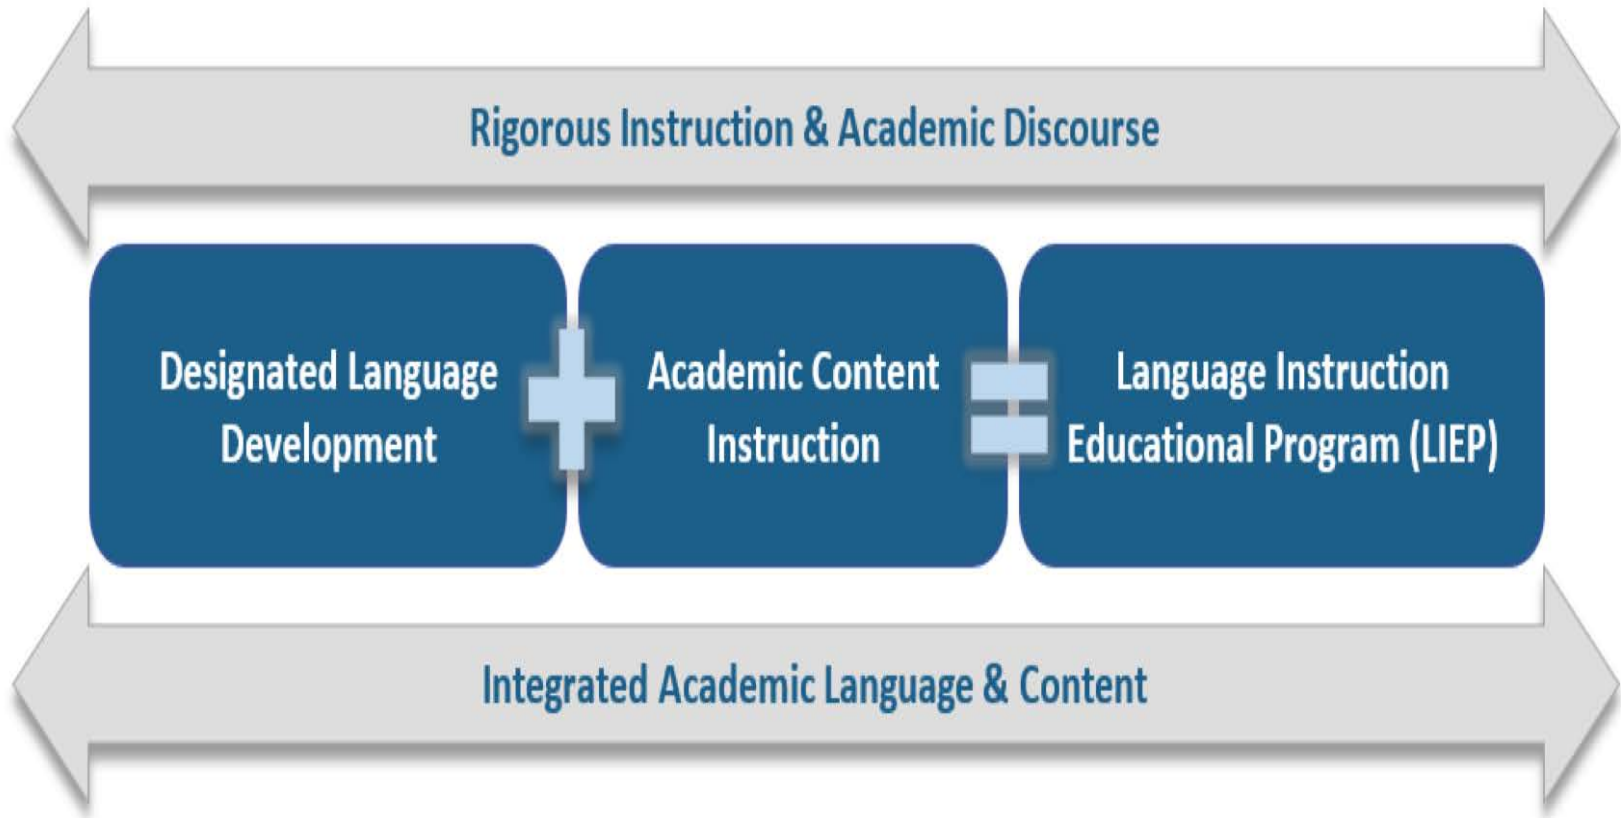 Rigorous Instruction & Academic Discourse
Designated Language
Development
Academic Content
Instruction
Language Instruction
Educational Program (LIEP)
Integrated Academic Language & Content